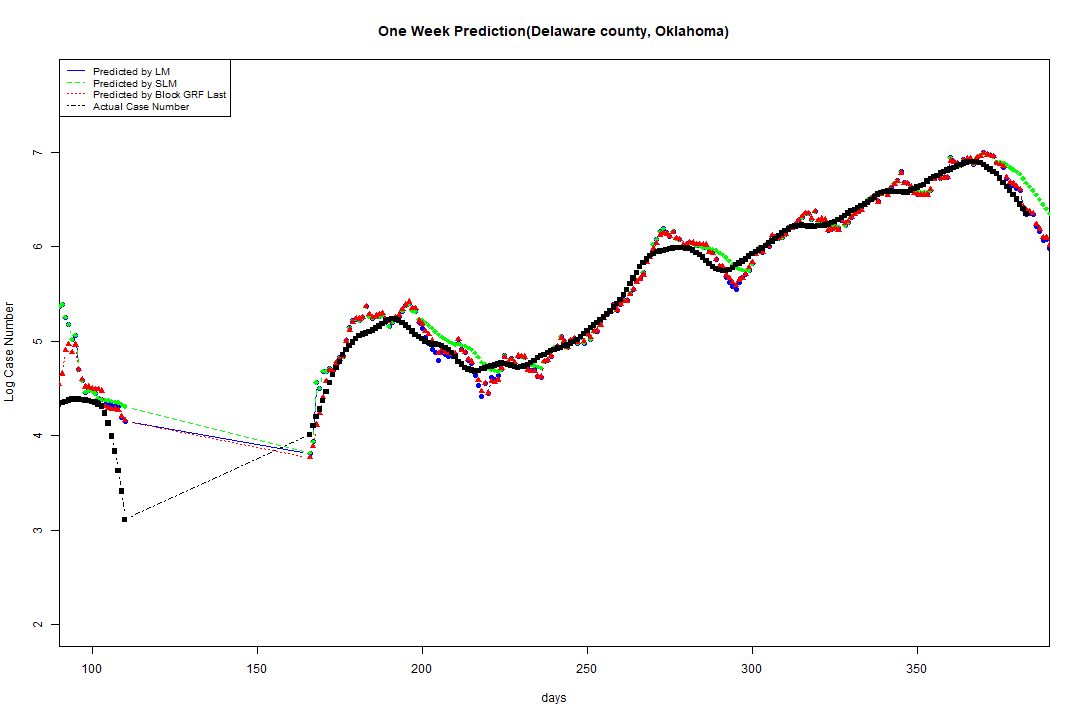 One Week Prediction(Delaware county, Oklahoma)
Predicted by LM
Predicted by SLM
Predicted by Block GRF Last
Actual Case Number
7
6
5
4
3
2
Log Case Number
100 150 200 250 300 350
days